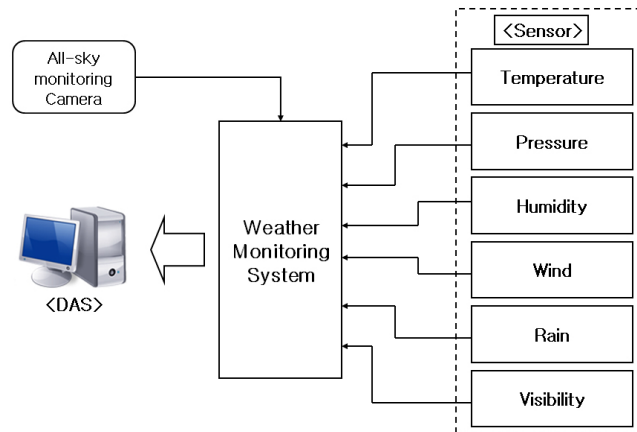 All-sky
monitoring
Camera
<Sensor>
Temperature
Pressure
Humidity
Wind
Rain
Visibility
Weather
Monitoring
System
<DAS>